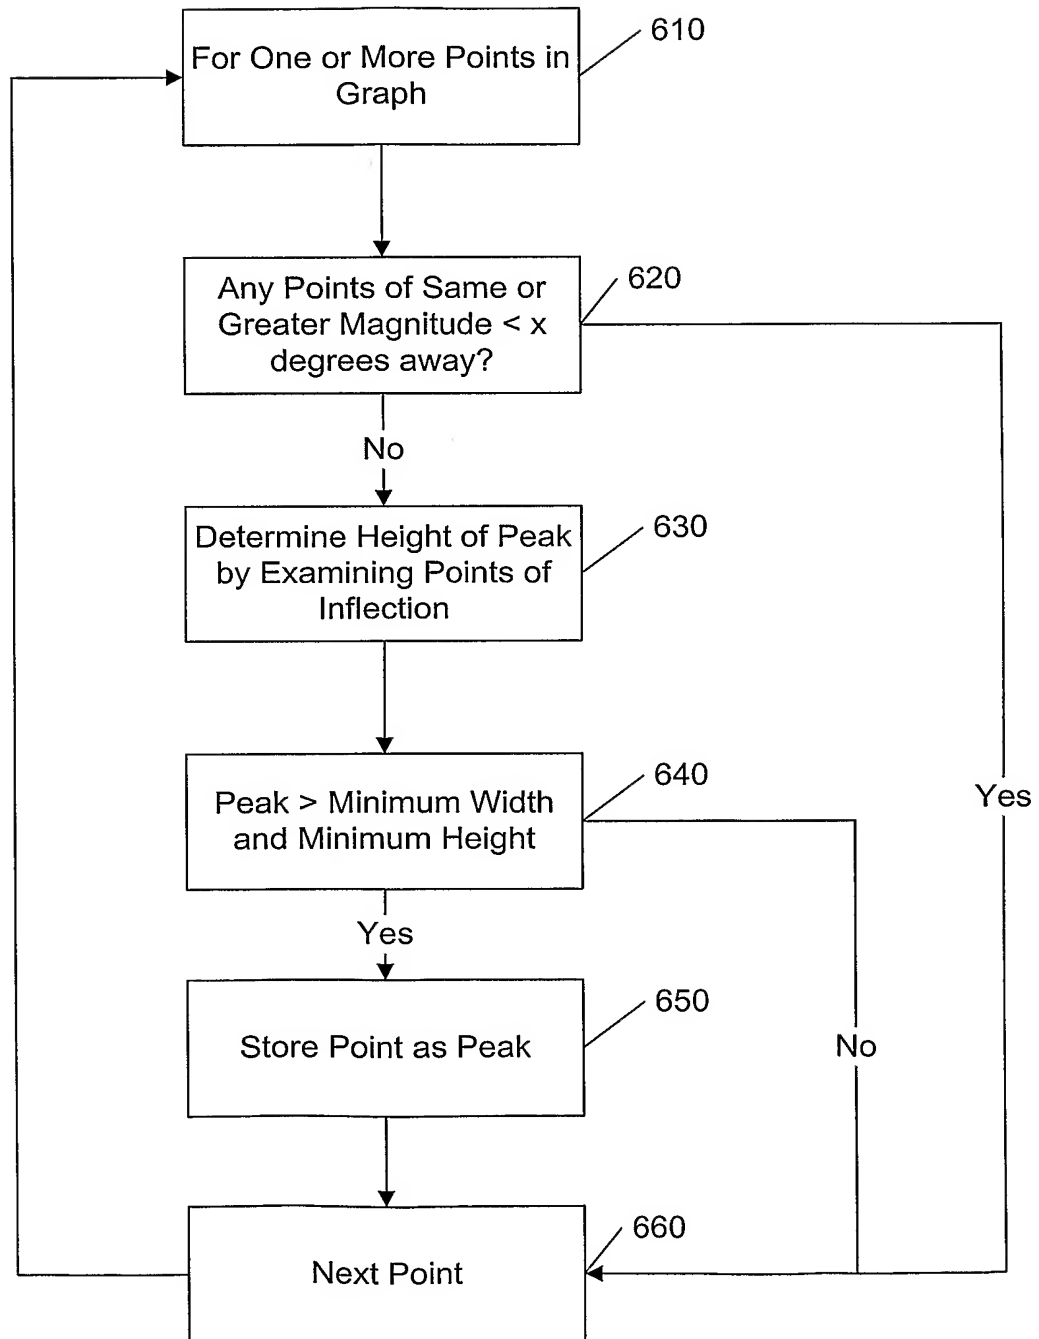 For One or More Points in
Graph
610
Any Points of Same or
Greater Magnitude < x
degrees away?
620
No
Determine Height of Peak
by Examining Points of
Inflection
630
Peak > Minimum Width
and Minimum Height
640
Yes
Yes
Store Point as Peak
650
No
Next Point
660